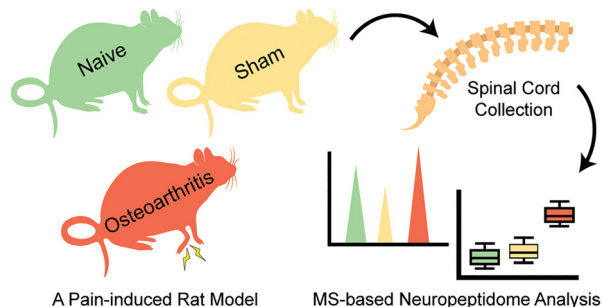 Naive
Sham
Spinal Cord
Collection
Osteoarthritis
A Pain-induced Rat Model
MS-based Neuropeptidome Analysis